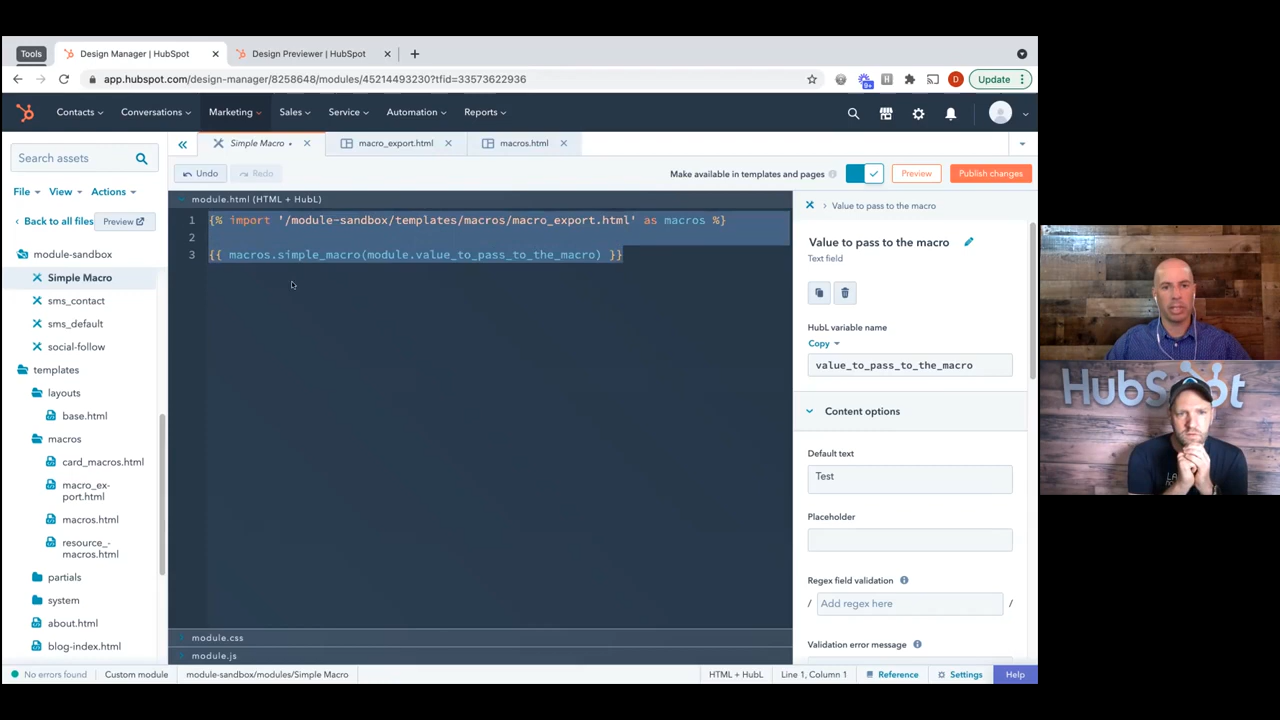 Tools
Design Manager | HubSpot
Design Previewer | HubSpot
app.hubspot.com/design-manager/8258648/modules/45214493230?tfid=33573622936
9+
D
Update
Contacts
Conversations
Marketing
Sales
Service
Automation
Reports
Search assets
File
View
Actions
Back to all files
Preview
module-sandbox
Simple Macro
sms_contact
sms_default
social-follow
templates
layouts
base.html
macros
card_macros.html
macro_ex-
port.html
macros.html
resource_-
macros.html
partials
system
about.html
blog-index.html
Simple Macro •
macro_export.html
macros.html
Undo
Redo
Make available in templates and pages
Preview
Publish changes
module.html (HTML + HubL)
1 {% import '/module-sandbox/templates/macros/macro_export.html' as macros %}
2
3 {{ macros.simple_macro(module.value_to_pass_to_the_macro) }}
module.css
module.js
Value to pass to the macro
Value to pass to the macro
Text field
HubL variable name
Copy
value_to_pass_to_the_macro
Content options
Default text
Test
Placeholder
Regex field validation
/ Add regex here /
Validation error message
No errors found
Custom module
module-sandbox/modules/Simple Macro
HTML + HubL
Line 1, Column 1
Reference
Settings
Help
HubSpot